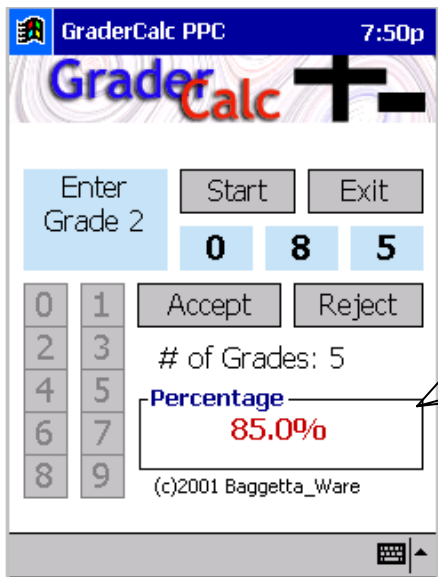 GraderCalc PPC 7:50p
Grader
Calc +-
Enter Start Exit
Grade 2
0 8 5
0 1 Accept Reject
2 3 # of Grades: 5
4 5 Percentage
6 7 85.0%
8 9 (c)2001 Baggetta_Ware